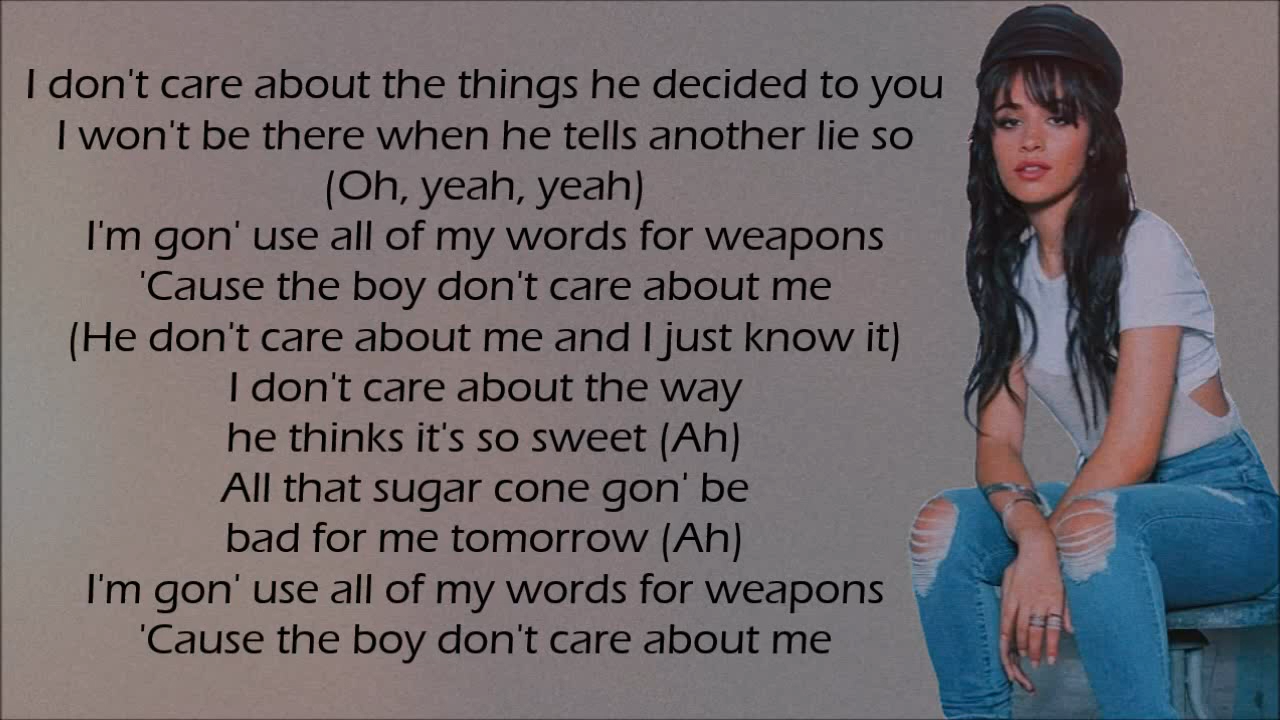 I don't care about the things he decided to you
I won't be there when he tells another lie so
(Oh, yeah, yeah)
I'm gon' use all of my words for weapons
'Cause the boy don't care about me
(He don't care about me and I just know it)
I don't care about the way
he thinks it's so sweet (Ah)
All that sugar cone gon' be
bad for me tomorrow (Ah)
I'm gon' use all of my words for weapons
'Cause the boy don't care about me